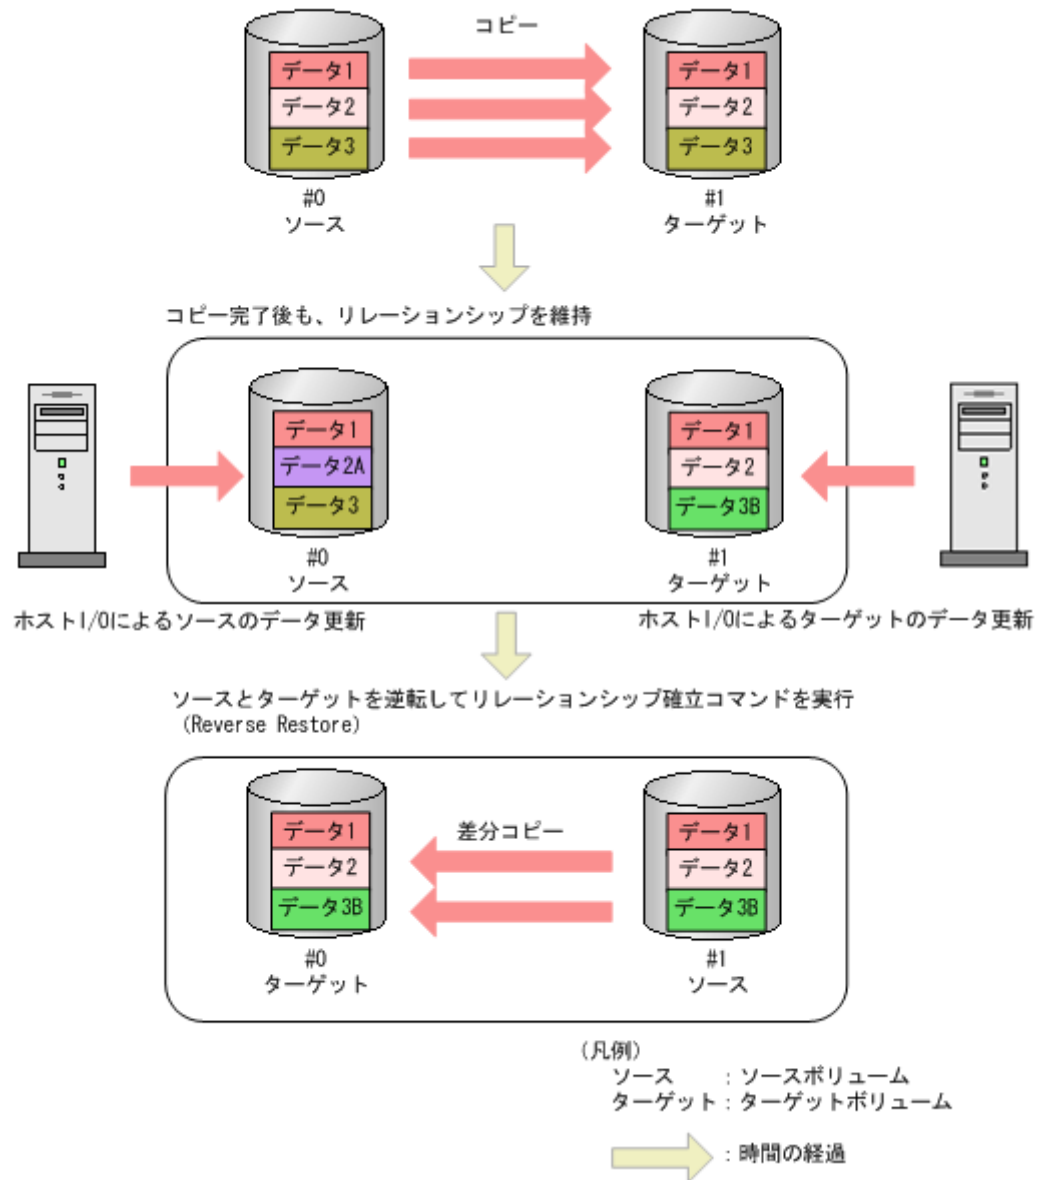 コピー
データ1
データ2
データ3
データ1
データ2
データ3
#0
ソース
#1
ターゲット
コピー完了後も、リレーションシップを維持
データ1
データ2A
データ3
データ1
データ2
データ3B
#0
ソース
#1
ターゲット
ホストI/Oによるソースのデータ更新
ホストI/Oによるターゲットのデータ更新
ソースとターゲットを逆転してリレーションシップ確立コマンドを実行
(Reverse Restore)
差分コピー
データ1
データ2
データ3B
データ1
データ2
データ3B
#0
ターゲット
#1
ソース
(凡例)
ソース :ソースボリューム
ターゲット:ターゲットボリューム
:時間の経過